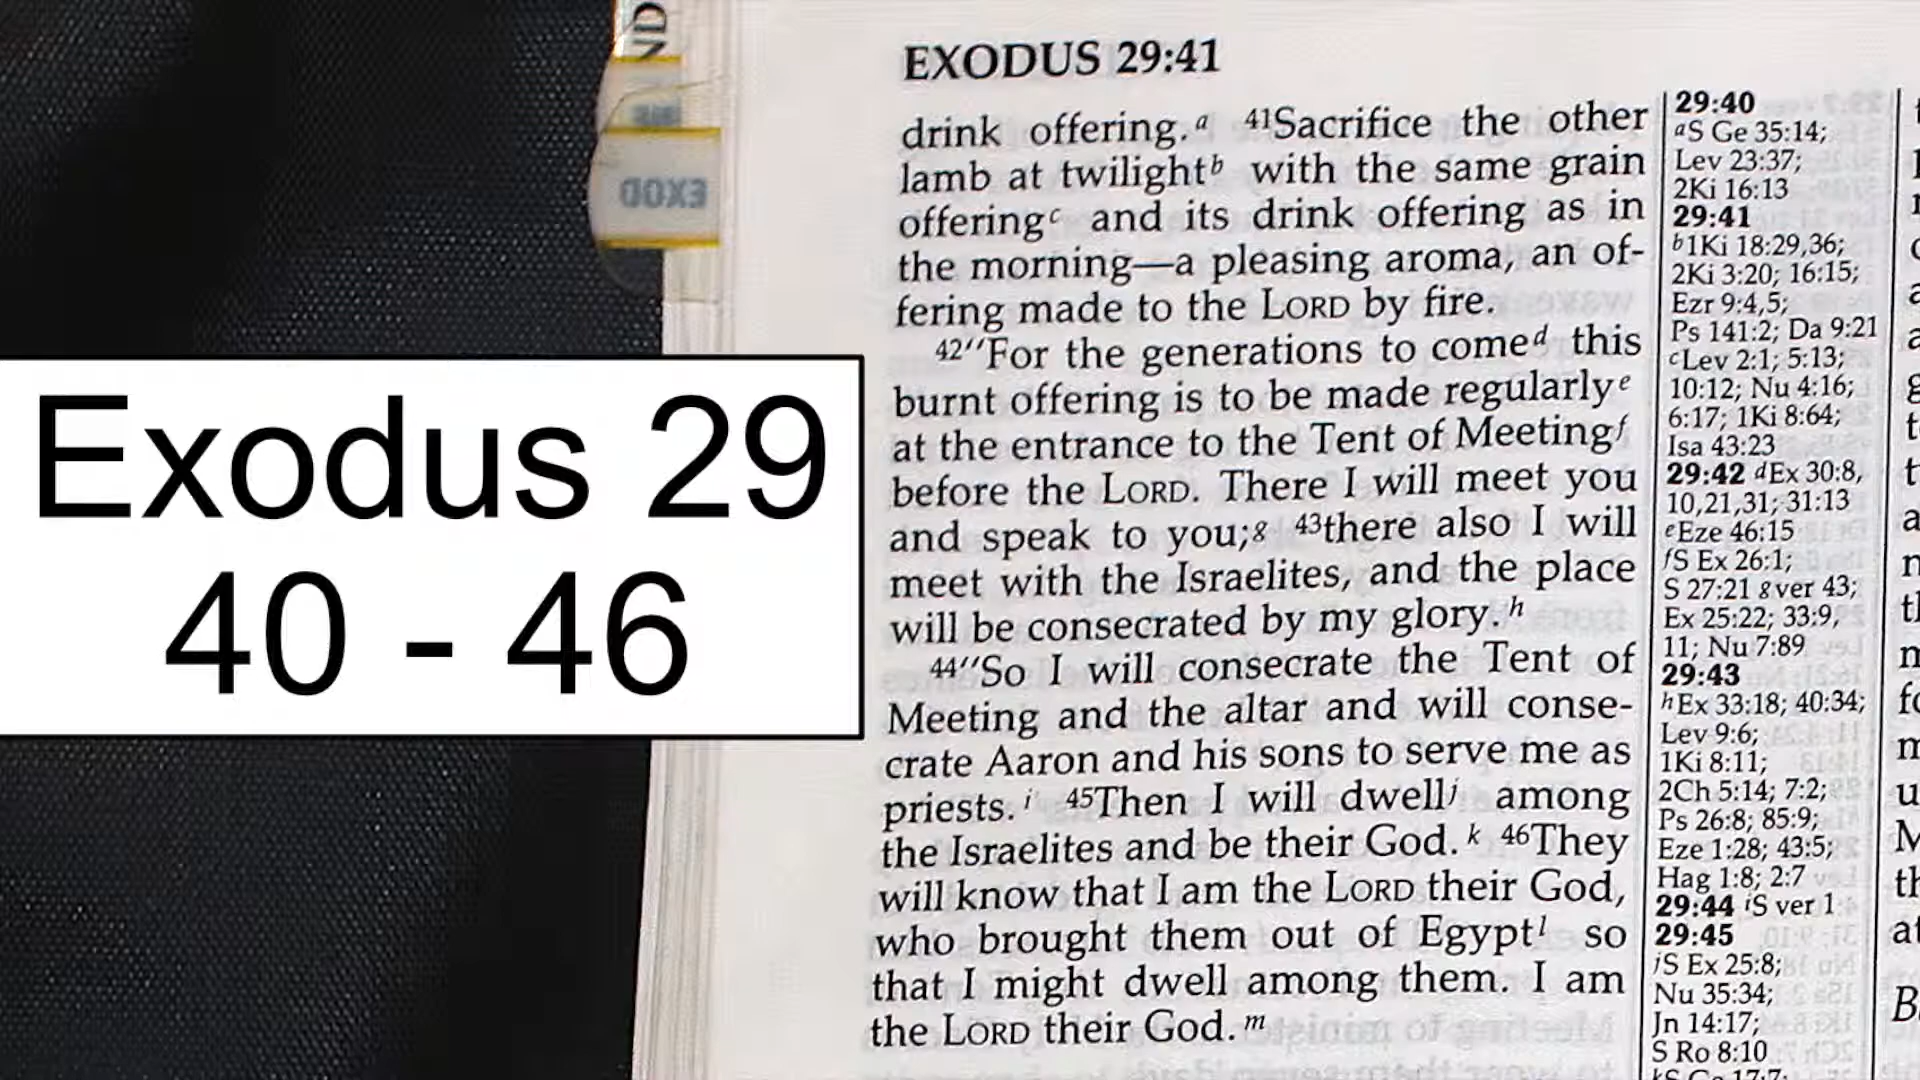 ND
EXOD
Exodus 29
40 - 46
EXODUS 29:41
drink offering.a 41Sacrifice the other
lamb at twilightb with the same grain
offeringc and its drink offering as in
the morning—a pleasing aroma, an of-
fering made to the LORD by fire.
42"For the generations to comed this
burnt offering is to be made regularlye
at the entrance to the Tent of Meetingf
before the LORD. There I will meet you
and speak to you;g 43there also I will
meet with the Israelites, and the place
will be consecrated by my glory.h
44"So I will consecrate the Tent of
Meeting and the altar and will conse-
crate Aaron and his sons to serve me as
priests.i 45Then I will dwellj among
the Israelites and be their God.k 46They
will know that I am the LORD their God,
who brought them out of Egyptl so
that I might dwell among them. I am
the LORD their God.m
29:40
aS Ge 35:14;
Lev 23:37;
2Ki 16:13
29:41
b1Ki 18:29,36;
2Ki 3:20; 16:15;
Ezr 9:4,5;
Ps 141:2; Da 9:21
cLev 2:1; 5:13;
10:12; Nu 4:16;
6:17; 1Ki 8:64;
Isa 43:23
29:42 dEx 30:8,
10,21,31; 31:13
eEze 46:15
fS Ex 26:1;
S 27:21 gver 43;
Ex 25:22; 33:9,
11; Nu 7:89
29:43
hEx 33:18; 40:34;
Lev 9:6;
1Ki 8:11;
2Ch 5:14; 7:2;
Ps 26:8; 85:9;
Eze 1:28; 43:5;
Hag 1:8; 2:7
29:44 iS ver 1
29:45
jS Ex 25:8;
Nu 35:34;
Jn 14:17;
S Ro 8:10